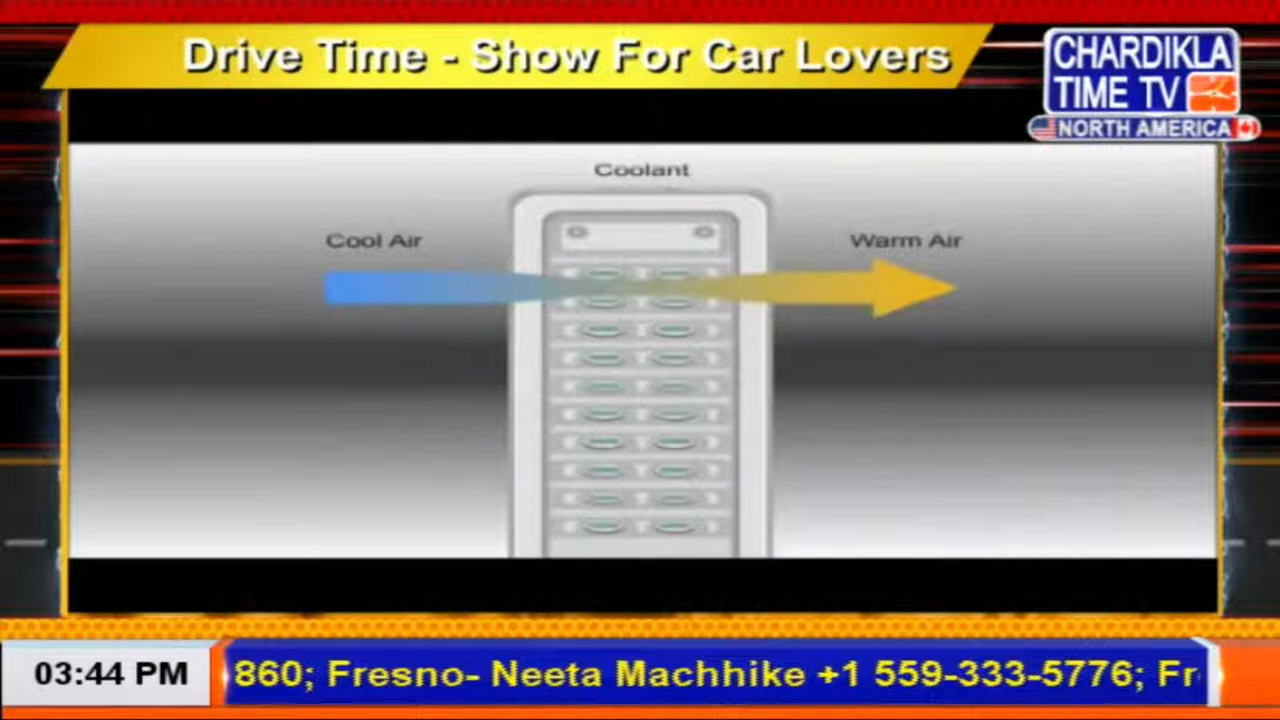 Drive Time - Show For Car Lovers
CHARDIKLA
TIME TV
NORTH AMERICA
Coolant
Cool Air
Warm Air
03:44 PM
860; Fresno- Neeta Machhike +1 559-333-5776; Fr